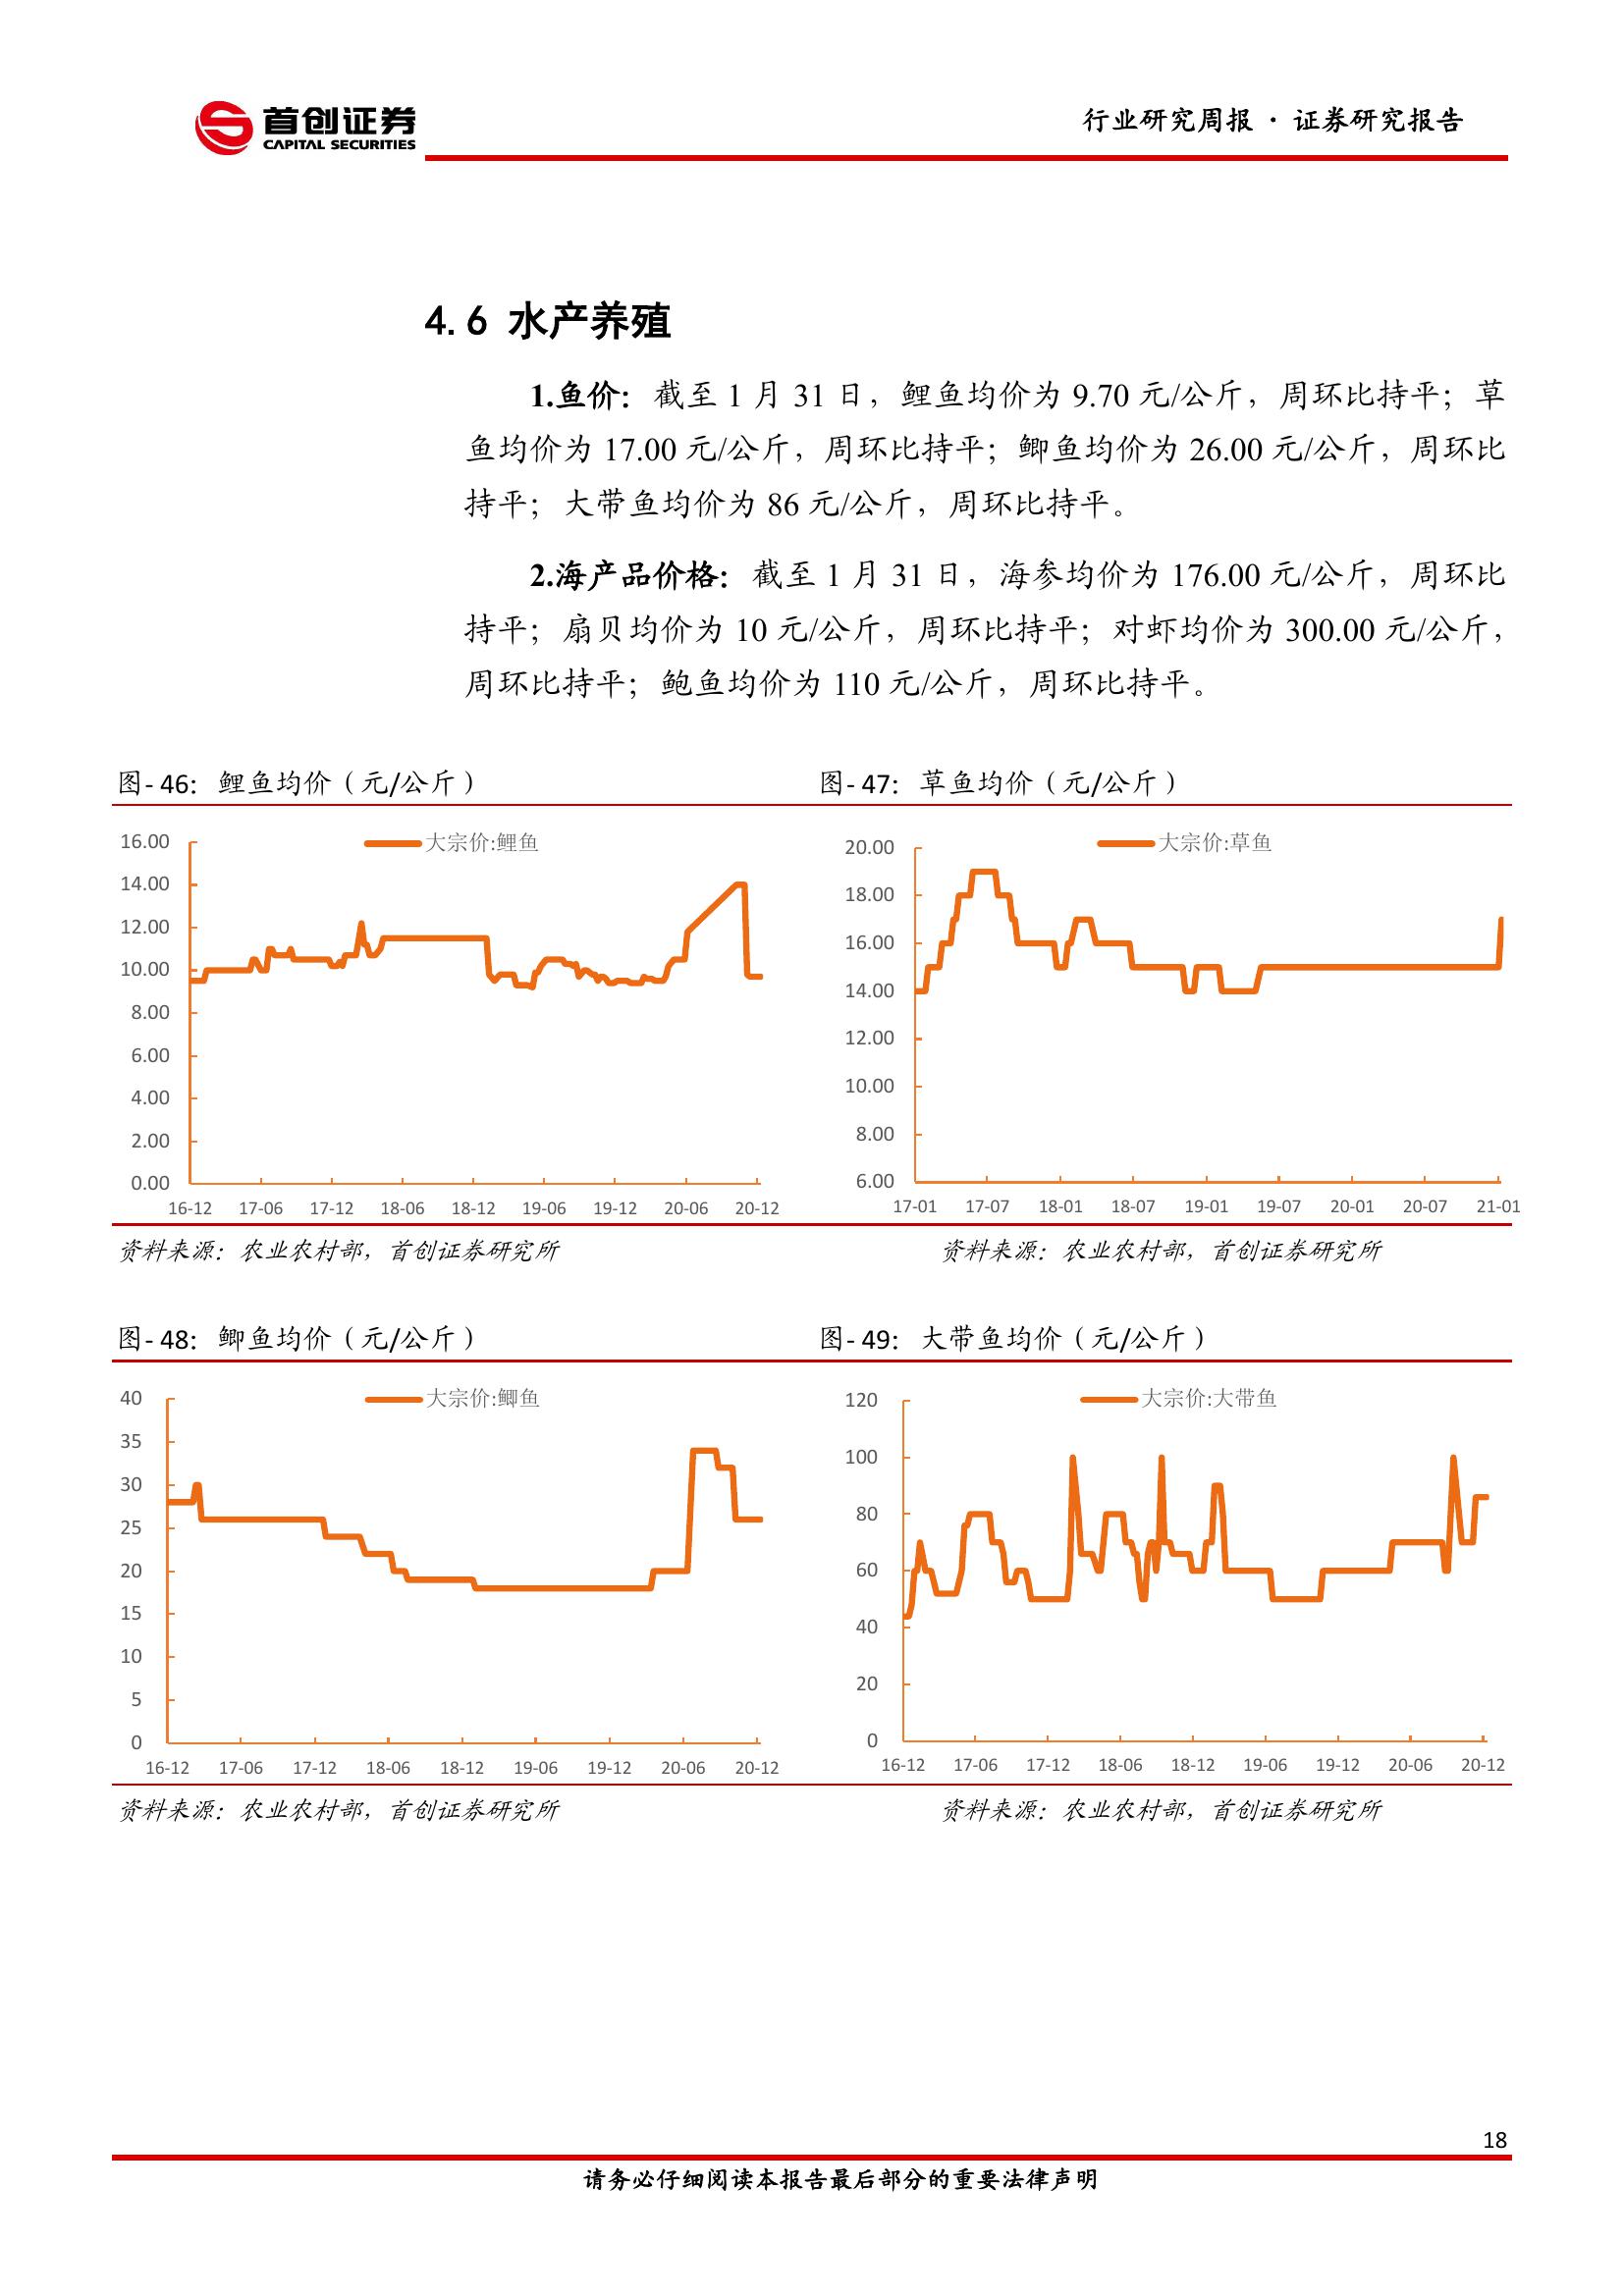 首创证券
CAPITAL SECURITIES
行业研究周报 · 证券研究报告
4.6 水产养殖
1.鱼价：截至 1 月 31 日，鲤鱼均价为 9.70 元/公斤，周环比持平；草
鱼均价为 17.00 元/公斤，周环比持平；鲫鱼均价为 26.00 元/公斤，周环比
持平；大带鱼均价为 86 元/公斤，周环比持平。
2.海产品价格：截至 1 月 31 日，海参均价为 176.00 元/公斤，周环比
持平；扇贝均价为 10 元/公斤，周环比持平；对虾均价为 300.00 元/公斤，
周环比持平；鲍鱼均价为 110 元/公斤，周环比持平。
图- 46： 鲤鱼均价（元/公斤）
大宗价:鲤鱼
16.00
14.00
12.00
10.00
8.00
6.00
4.00
2.00
0.00
16-12 17-06 17-12 18-06 18-12 19-06 19-12 20-06 20-12
资料来源：农业农村部，首创证券研究所
图- 47： 草鱼均价（元/公斤）
大宗价:草鱼
20.00
18.00
16.00
14.00
12.00
10.00
8.00
6.00
17-01 17-07 18-01 18-07 19-01 19-07 20-01 20-07 21-01
资料来源：农业农村部，首创证券研究所
图- 48： 鲫鱼均价（元/公斤）
大宗价:鲫鱼
40
35
30
25
20
15
10
5
0
16-12 17-06 17-12 18-06 18-12 19-06 19-12 20-06 20-12
资料来源：农业农村部，首创证券研究所
图- 49： 大带鱼均价（元/公斤）
大宗价:大带鱼
120
100
80
60
40
20
0
16-12 17-06 17-12 18-06 18-12 19-06 19-12 20-06 20-12
资料来源：农业农村部，首创证券研究所
18
请务必仔细阅读本报告最后部分的重要法律声明